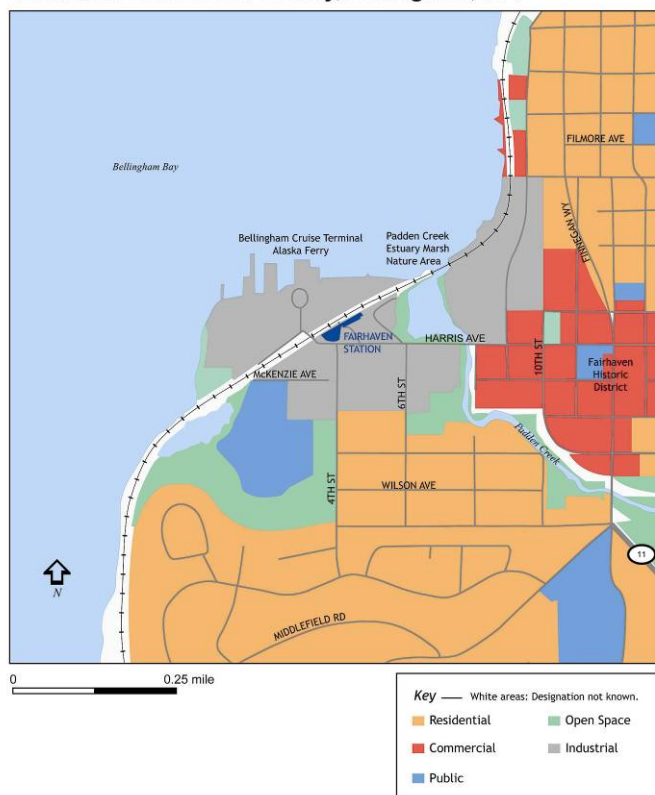 FILMORE AVE
Bellingham Bay
FINNEGAN WY
Bellingham Cruise Terminal
Alaska Ferry
Padden Creek
Estuary Marsh
Nature Area
FAIRHAVEN
STATION
HARRIS AVE
10TH ST
Fairhaven
Historic
District
McKENZIE AVE
6TH ST
Padden Creek
4TH ST
WILSON AVE
11
N
MIDDLEFIELD RD
0 0.25 mile
Key White areas: Designation not known.
Residential Open Space
Commercial Industrial
Public